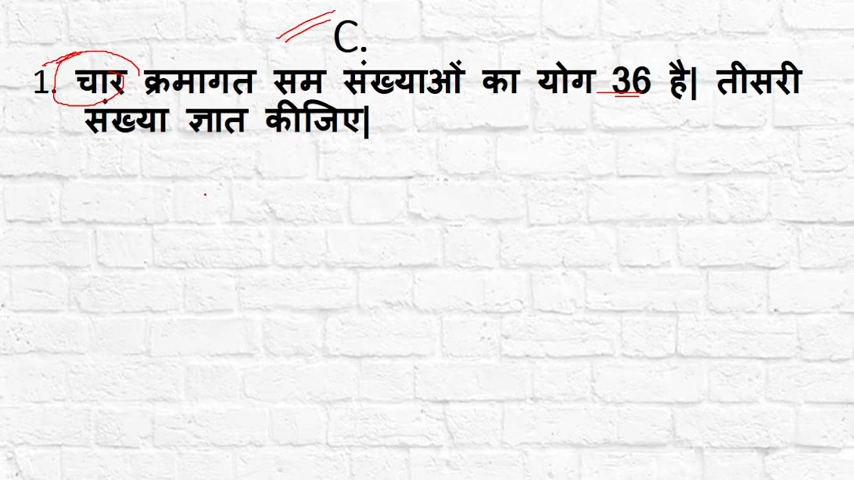 C.
1. चार क्रमागत सम संख्याओं का योग 36 है| तीसरी
संख्या ज्ञात कीजिए|